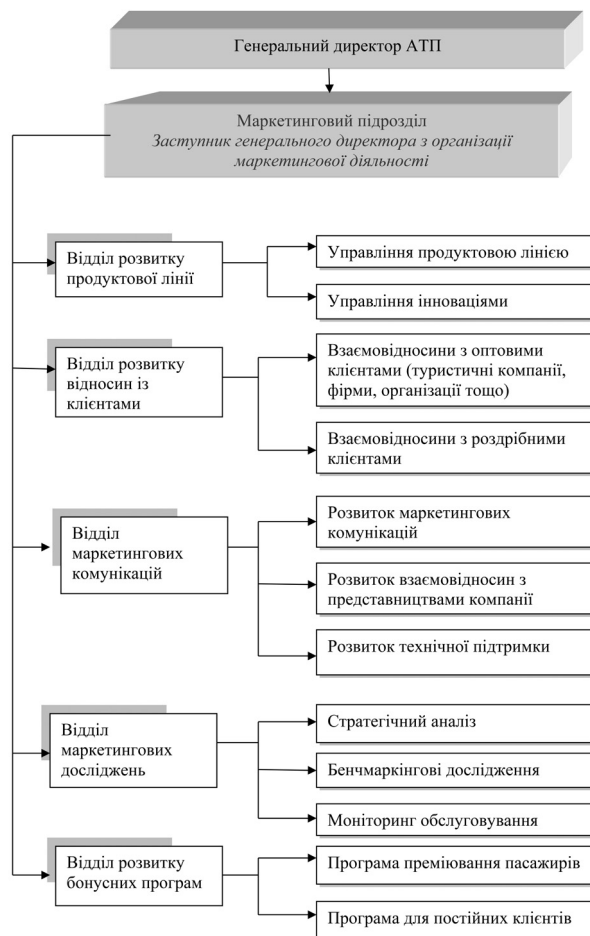 Генеральний директор АТП
Маркетинговий підрозділ
Заступник генерального директора з організації
маркетингової діяльності
Відділ розвитку
продуктової лінії
Управління продуктовою лінією
Управління інноваціями
Відділ розвитку
відносин із
клієнтами
Взаємовідносини з оптовими
клієнтами (туристичні компанії,
фірми, організації тощо)
Взаємовідносини з роздрібними
клієнтами
Відділ
маркетингових
комунікацій
Розвиток маркетингових
комунікацій
Розвиток взаємовідносин з
представництвами компанії
Розвиток технічної підтримки
Відділ
маркетингових
досліджень
Стратегічний аналіз
Бенчмаркінгові дослідження
Моніторинг обслуговування
Відділ розвитку
бонусних програм
Програма преміювання пасажирів
Програма для постійних клієнтів